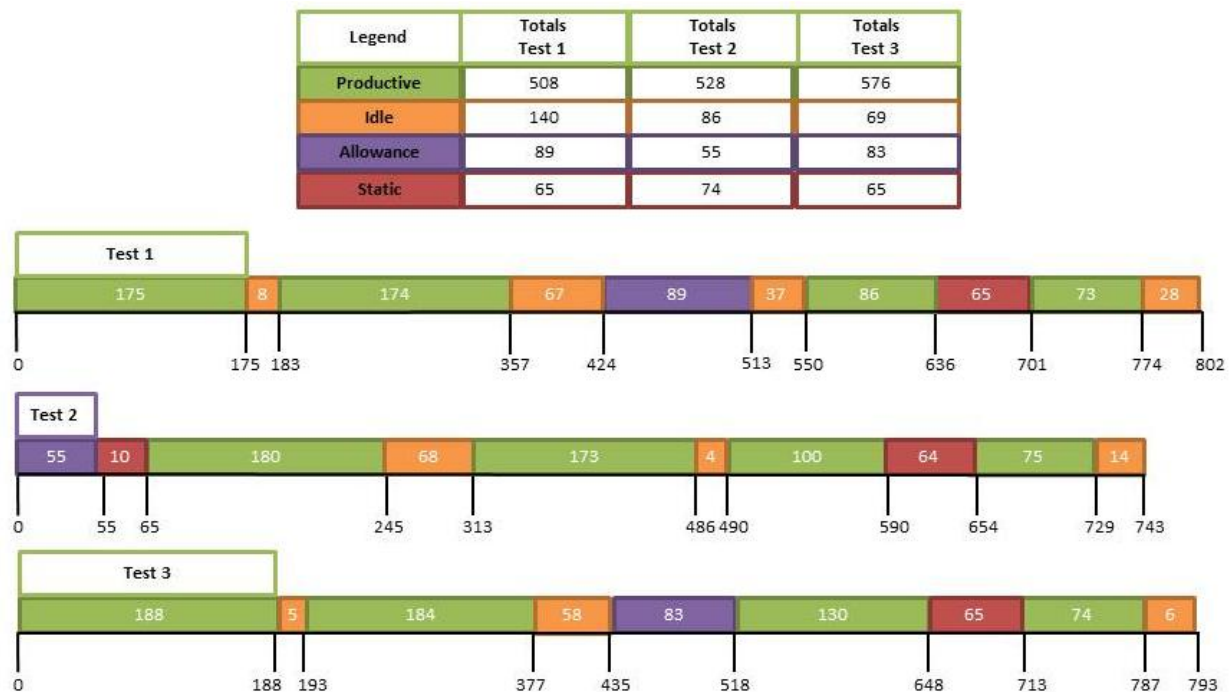 Legend Totals Test 1 Totals Test 2 Totals Test 3
Productive 508 528 576
Idle 140 86 69
Allowance 89 55 83
Static 65 74 65
Test 1
175 8 174 67 89 37 86 65 73 28
0 175 183 357 424 513 550 636 701 774 802
Test 2
55 10 180 68 173 4 100 64 75 14
0 55 65 245 313 486 490 590 654 729 743
Test 3
188 5 184 58 83 130 65 74 6
0 188 193 377 435 518 648 713 787 793